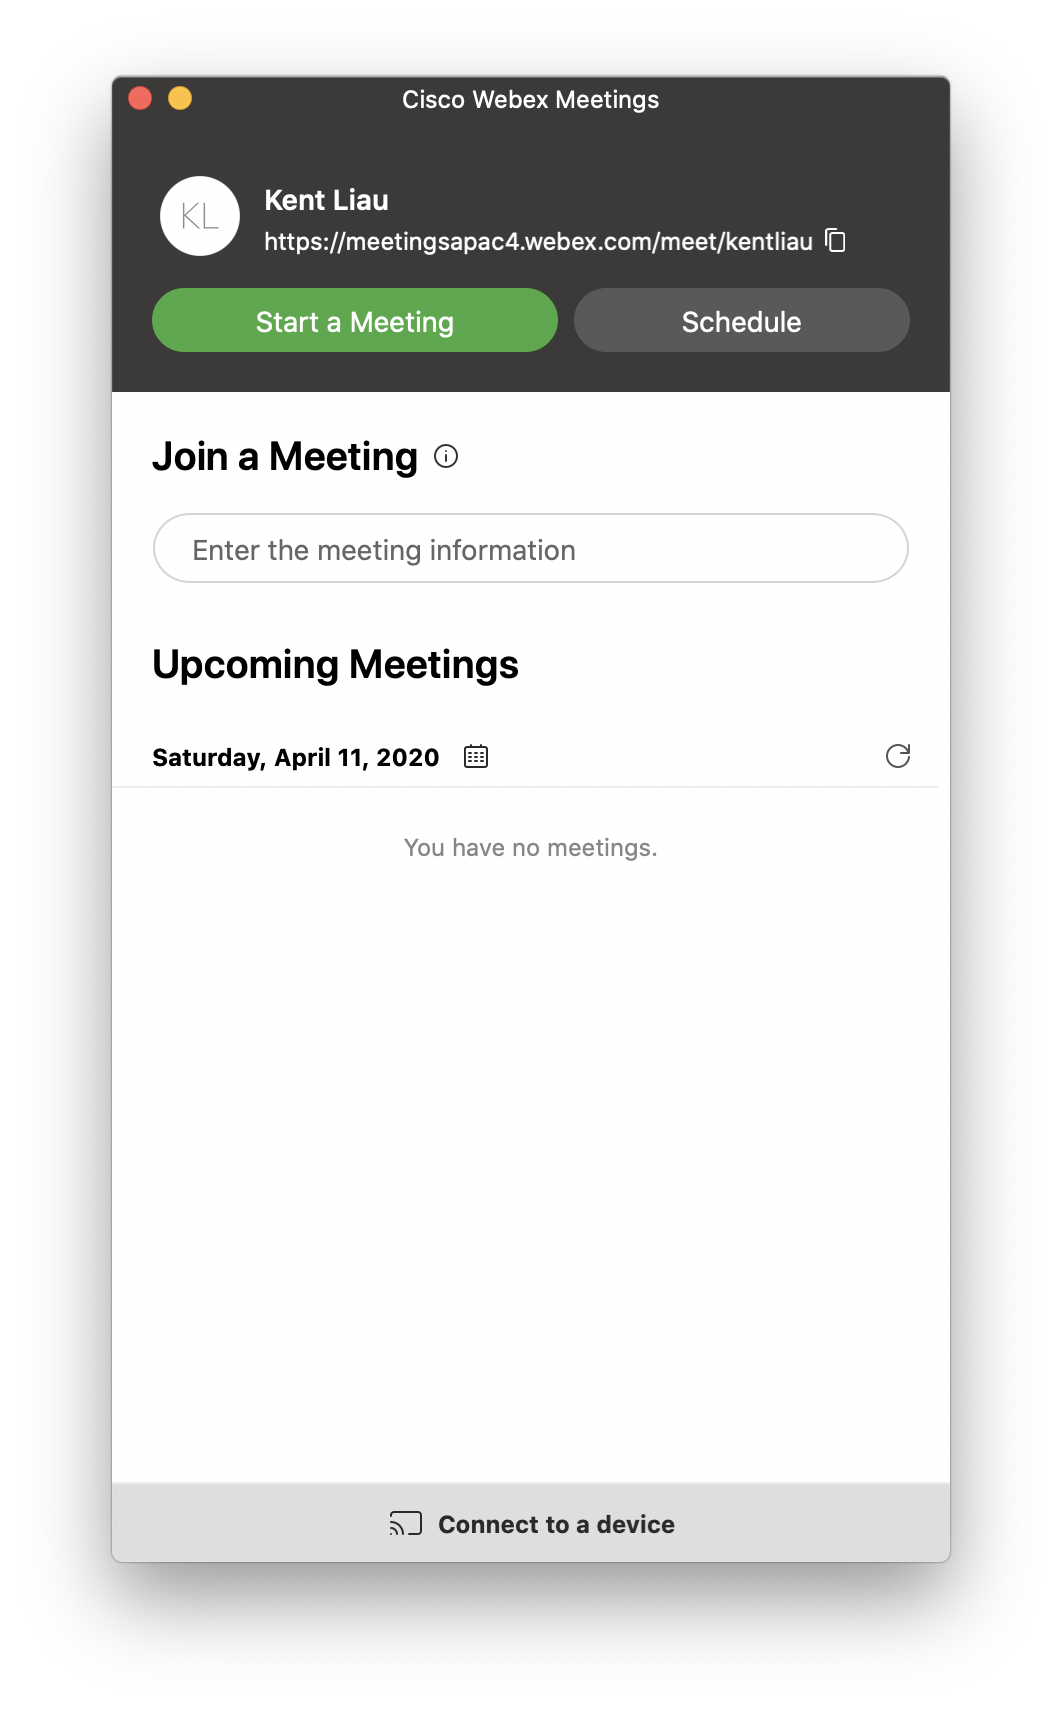 Cisco Webex Meetings
KL
Kent Liau
https://meetingsapac4.webex.com/meet/kentliau
Start a Meeting
Schedule
Join a Meeting
Enter the meeting information
Upcoming Meetings
Saturday, April 11, 2020
You have no meetings.
Connect to a device